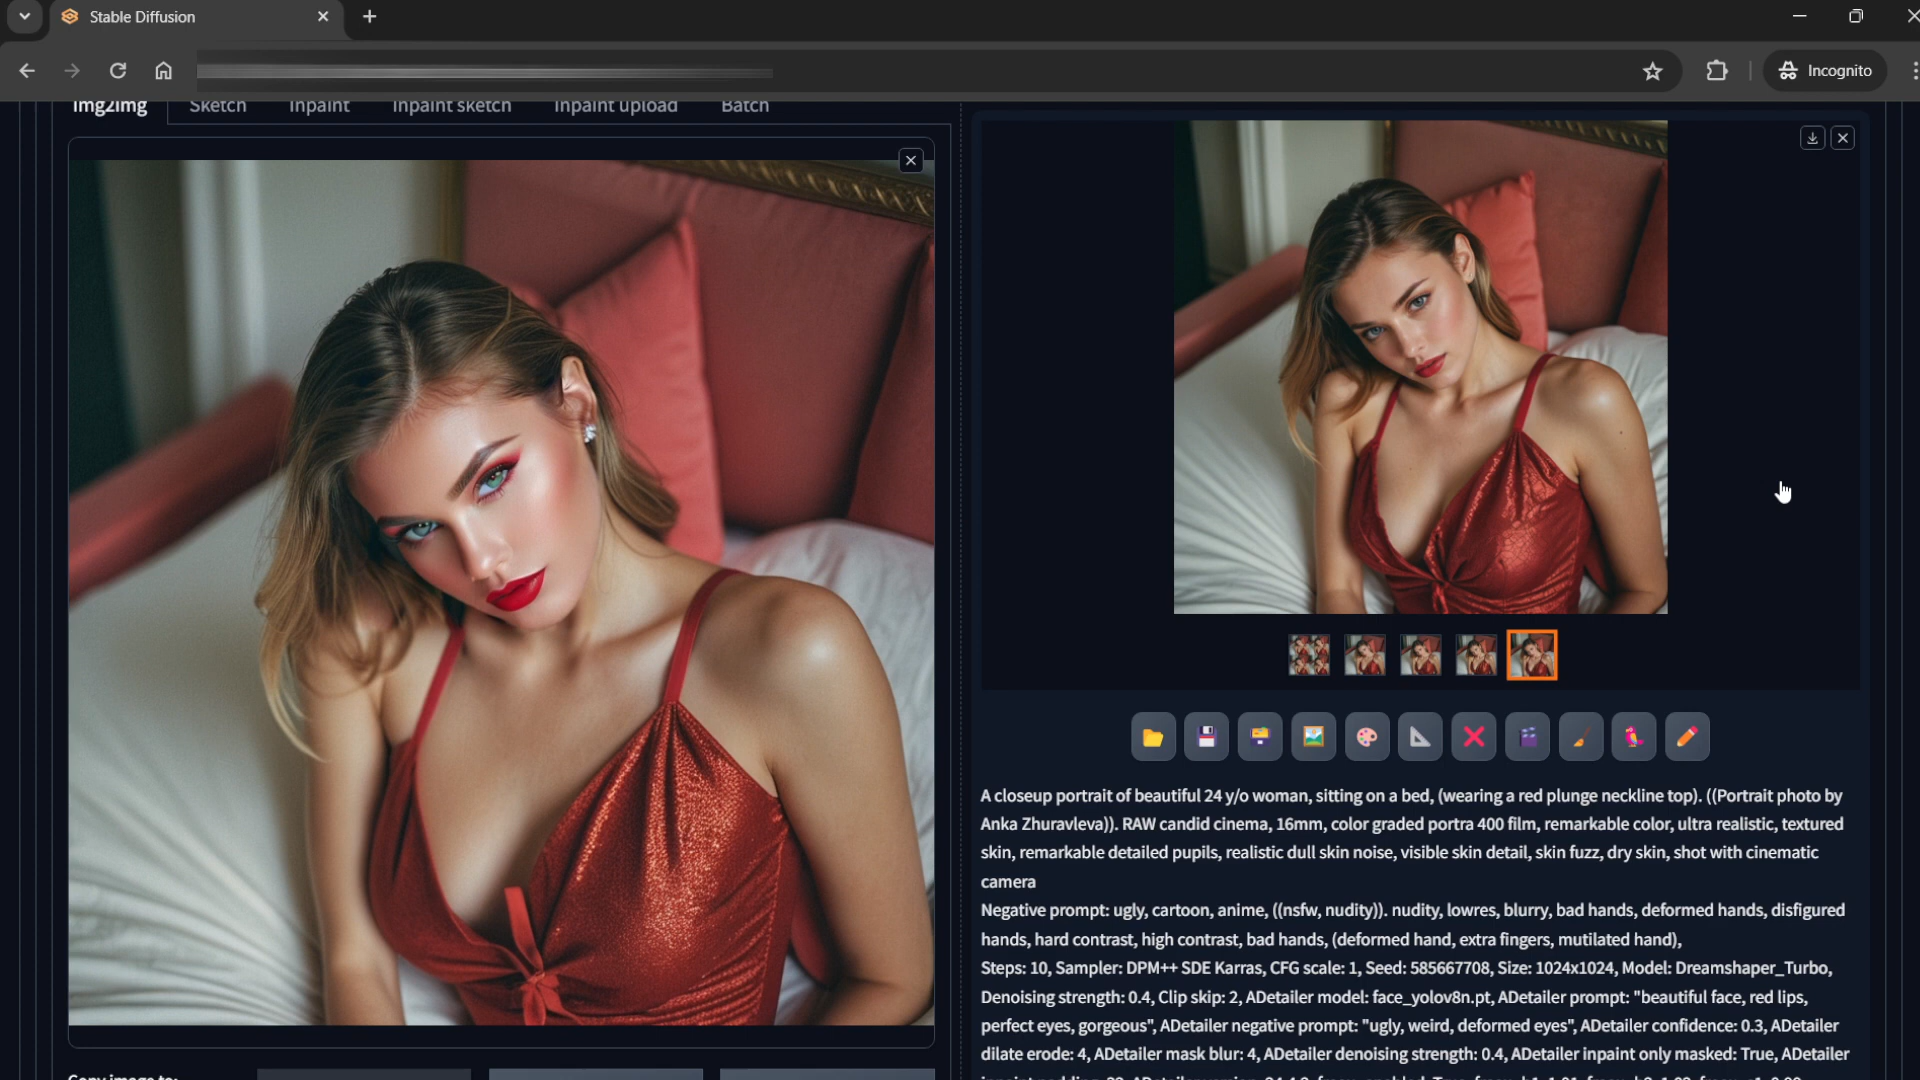 Stable Diffusion
Incognito
img2img Sketch Inpaint Inpaint sketch Inpaint upload Batch
A closeup portrait of beautiful 24 y/o woman, sitting on a bed, (wearing a red plunge neckline top). ((Portrait photo by
Anka Zhuravleva)). RAW candid cinema, 16mm, color graded portra 400 film, remarkable color, ultra realistic, textured
skin, remarkable detailed pupils, realistic dull skin noise, visible skin detail, skin fuzz, dry skin, shot with cinematic
camera
Negative prompt: ugly, cartoon, anime, ((nsfw, nudity)). nudity, lowres, blurry, bad hands, deformed hands, disfigured
hands, hard contrast, high contrast, bad hands, (deformed hand, extra fingers, mutilated hand),
Steps: 10, Sampler: DPM++ SDE Karras, CFG scale: 1, Seed: 585667708, Size: 1024x1024, Model: Dreamshaper_Turbo,
Denoising strength: 0.4, Clip skip: 2, ADetailer model: face_yolov8n.pt, ADetailer prompt: "beautiful face, red lips,
perfect eyes, gorgeous", ADetailer negative prompt: "ugly, weird, deformed eyes", ADetailer confidence: 0.3, ADetailer
dilate erode: 4, ADetailer mask blur: 4, ADetailer denoising strength: 0.4, ADetailer inpaint only masked: True, ADetailer
Copy image to: